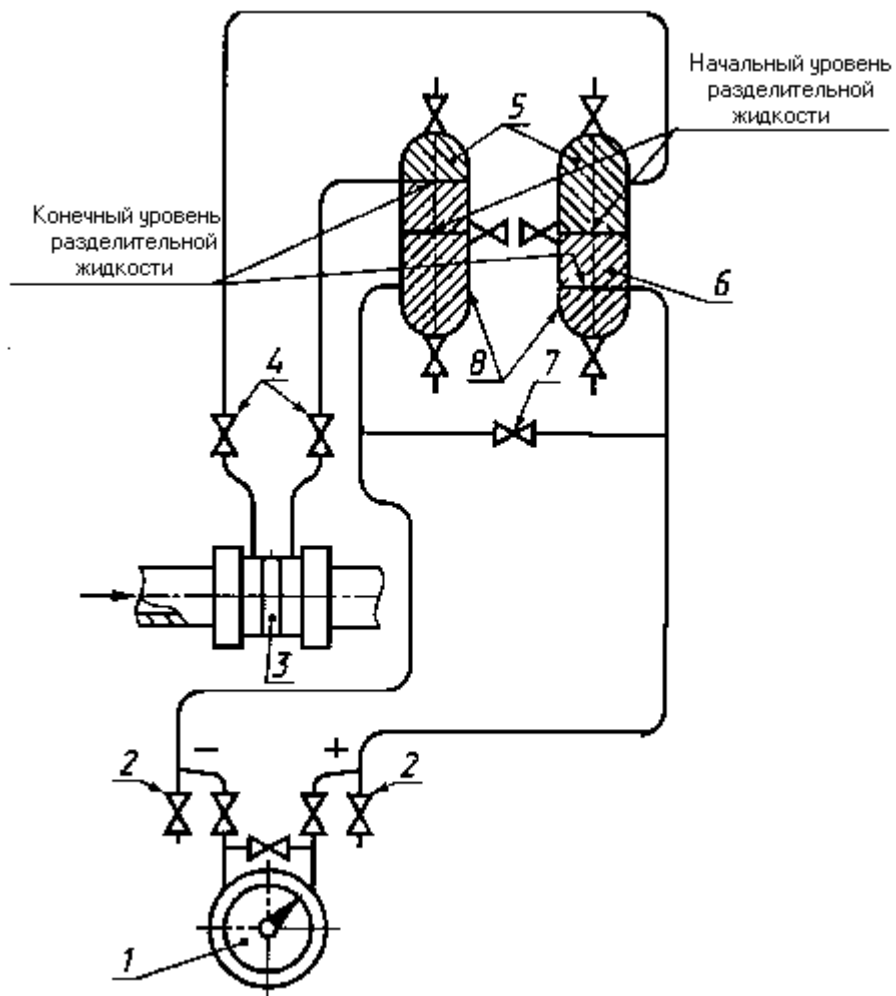 Начальный уровень
разделительной
жидкости
5
Конечный уровень
разделительной
жидкости
6
8
7
4
3
2
−
+
2
1